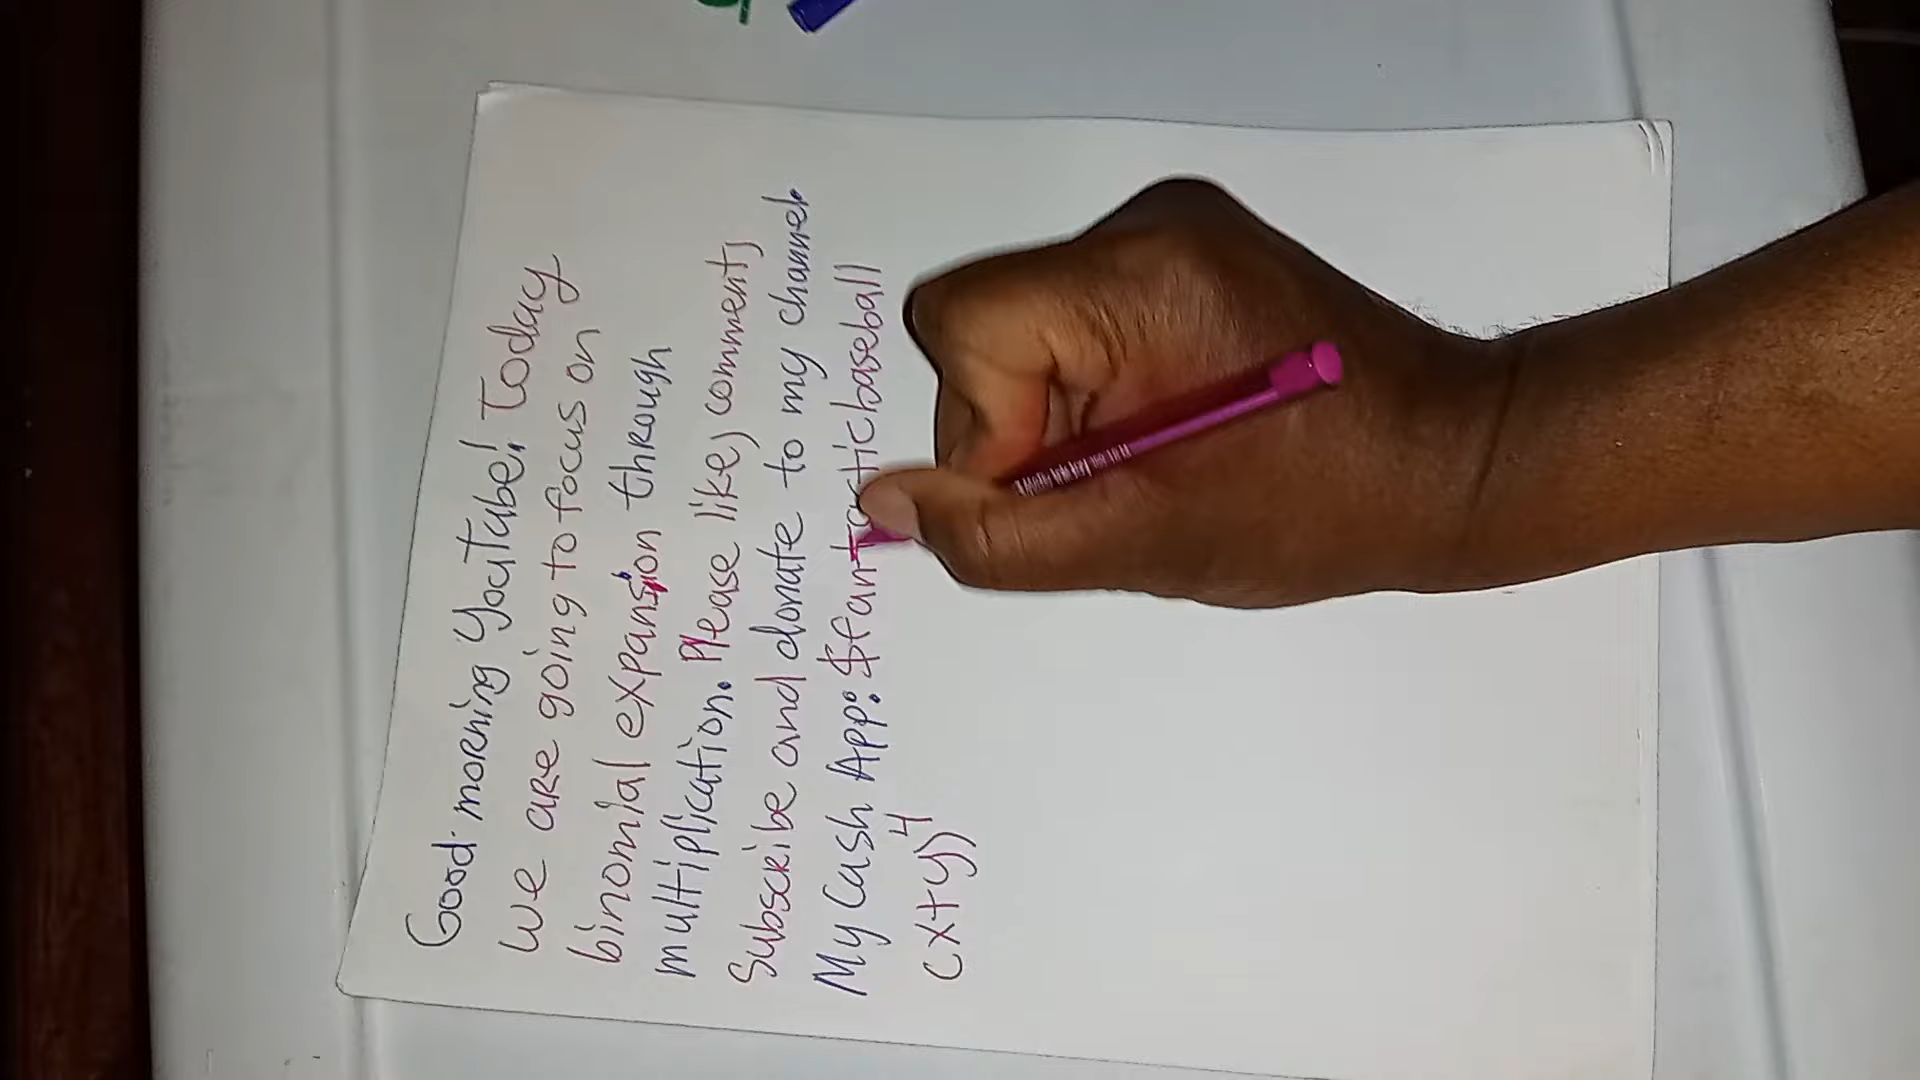 Good morning YouTube! Today
we are going to focus on
binomial expansion through
multiplication. Please like, comment,
Subscribe and donate to my channel.
My Cash App: $fantacticbaseball
(x+y)4